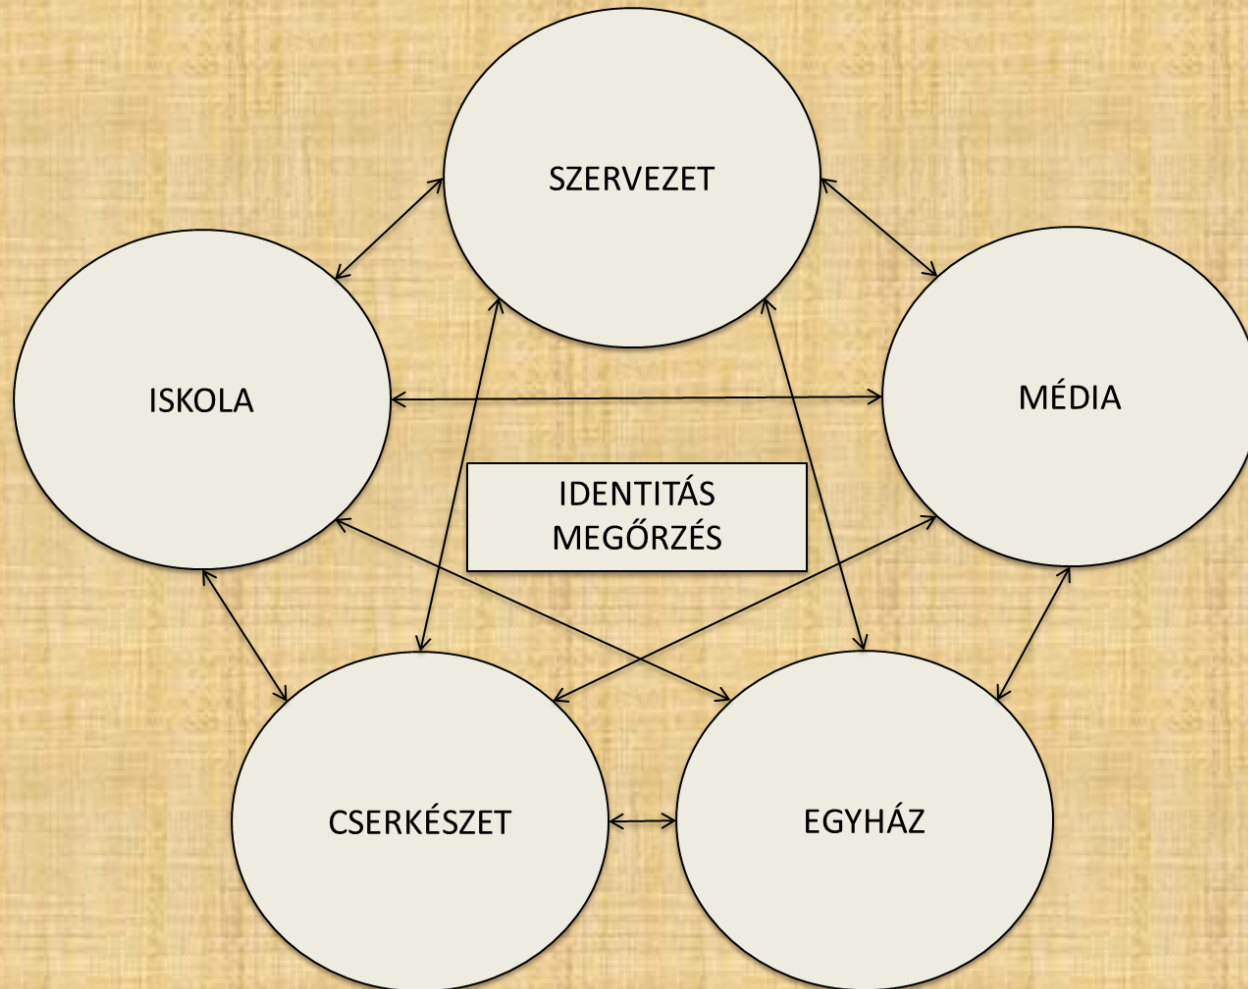 SZERVEZET
ISKOLA
MÉDIA
IDENTITÁS
MEGŐRZÉS
CSERKÉSZET
EGYHÁZ